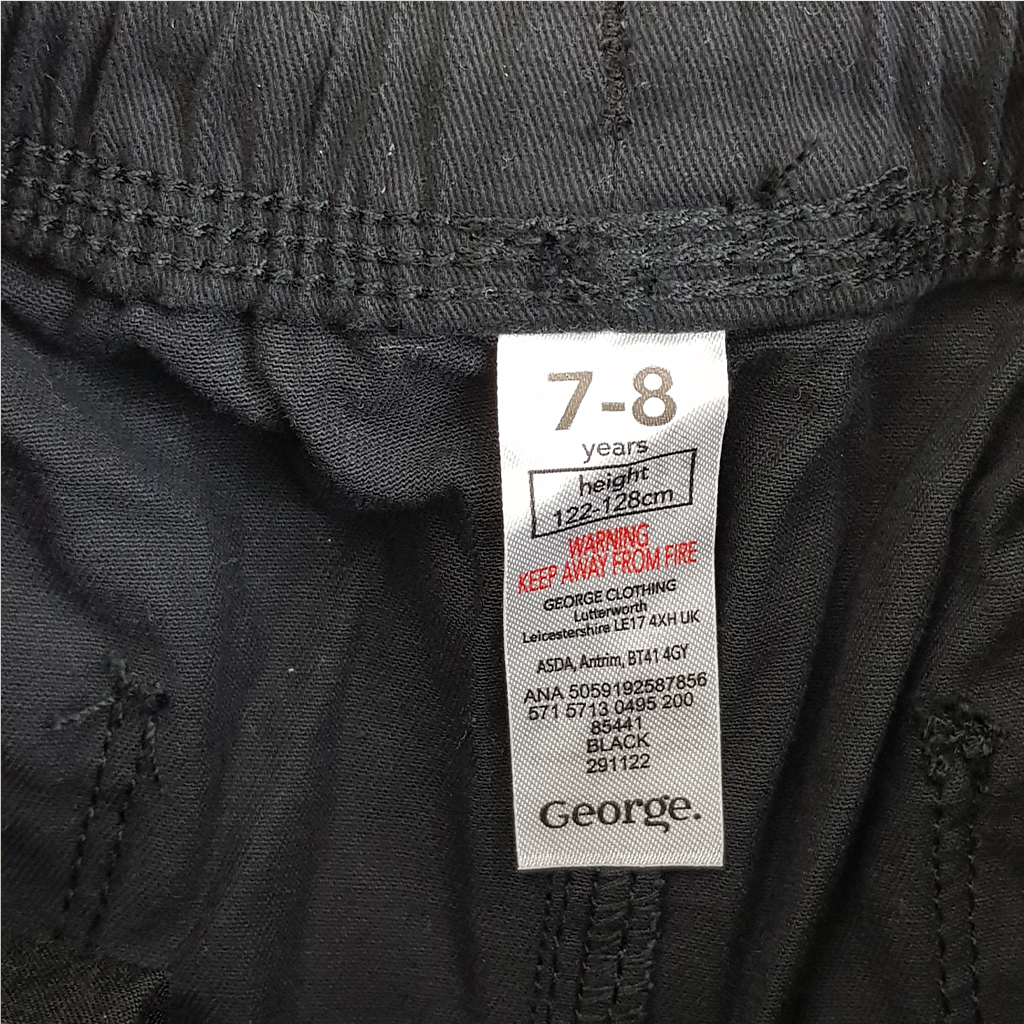 7-8
years
height
122-128cm
WARNING
KEEP AWAY FROM FIRE
GEORGE CLOTHING
Lutterworth
Leicestershire LE17 4XH UK
ASDA, Antrim, BT41 4GY
ANA 5059192587856
571 5713 0495 200
85441
BLACK
291122
George.